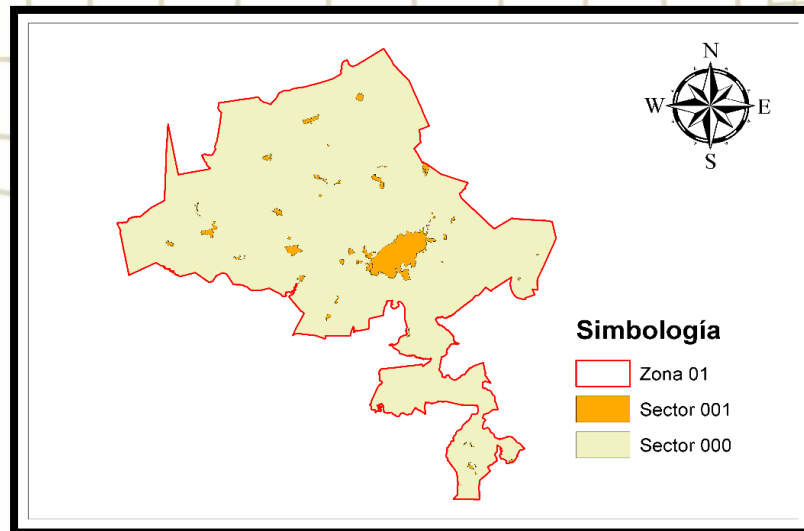 N
W E
S
Simbología
Zona 01
Sector 001
Sector 000